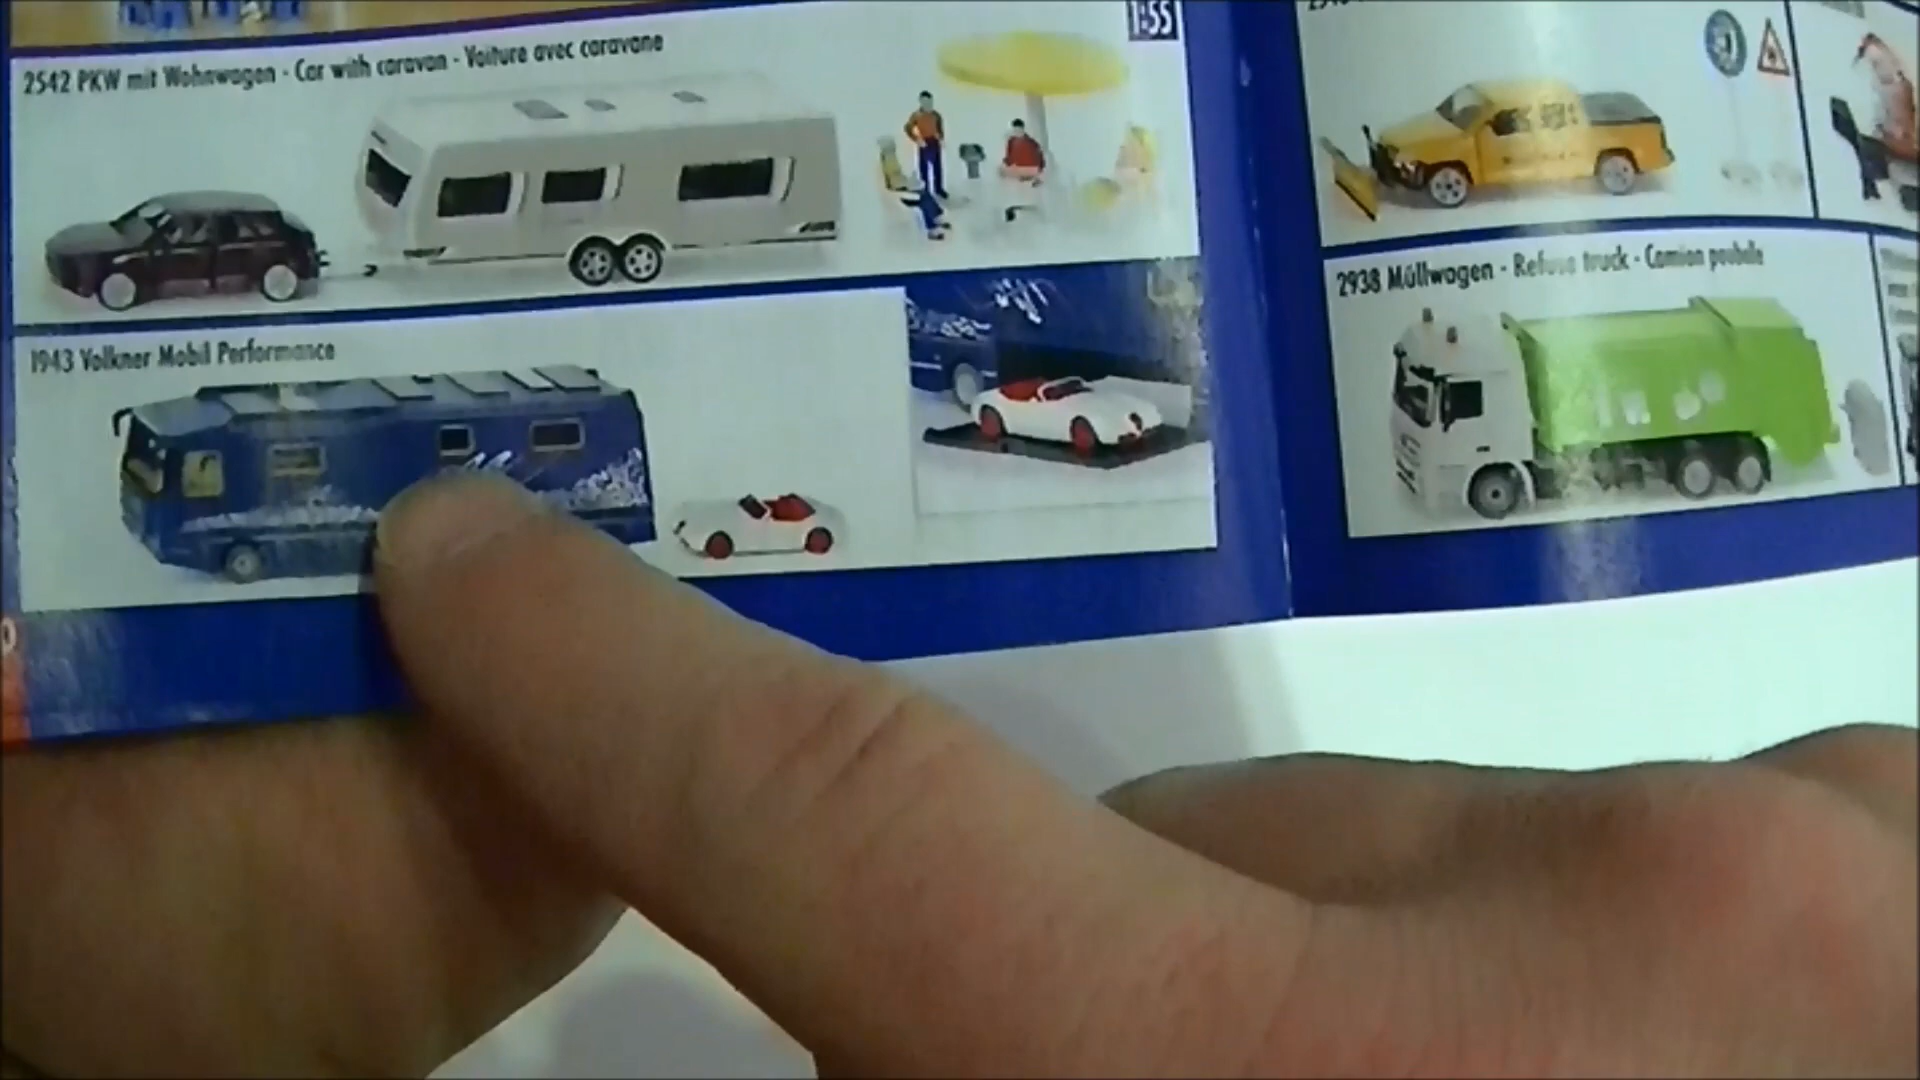 1:55
2542 PKW mit Wohnwagen - Car with caravan - Voiture avec caravane
1943 Volkner Mobil Performance
2938 Müllwagen - Refuse truck - Camion poubelle